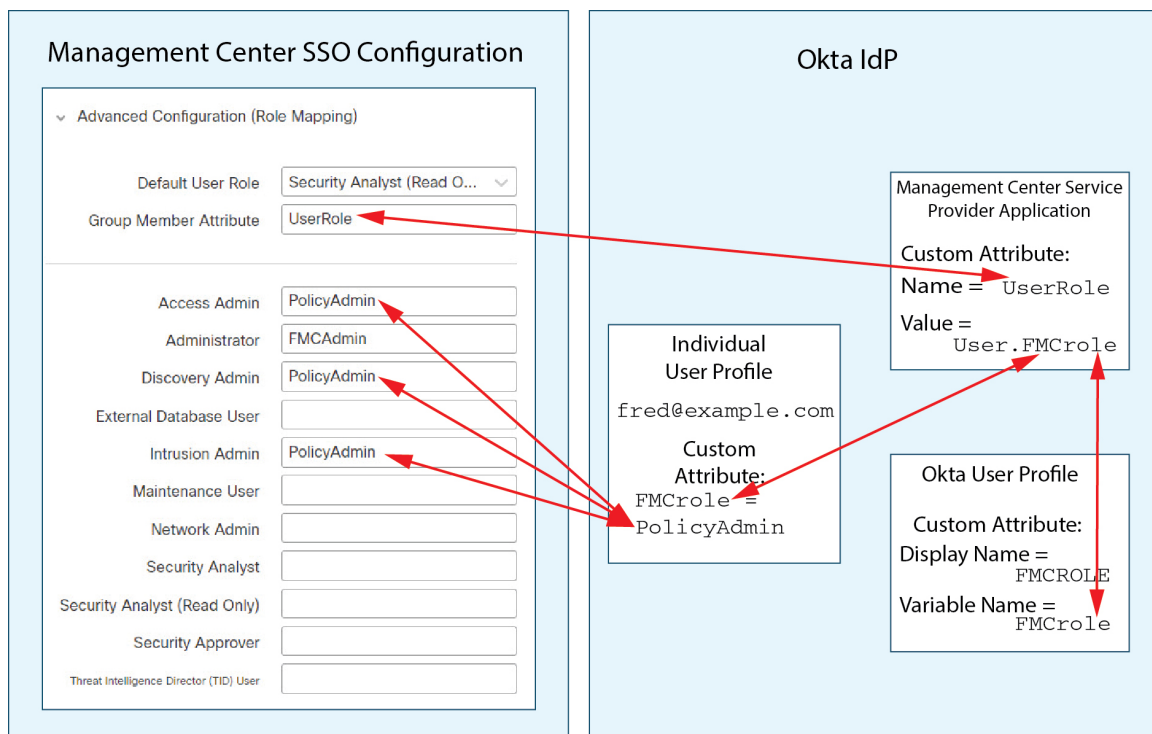 Management Center SSO Configuration
Advanced Configuration (Role Mapping)
Default User Role
Security Analyst (Read O...
Group Member Attribute
UserRole
Access Admin
PolicyAdmin
Administrator
FMCAdmin
Discovery Admin
PolicyAdmin
External Database User
Intrusion Admin
PolicyAdmin
Maintenance User
Network Admin
Security Analyst
Security Analyst (Read Only)
Security Approver
Threat Intelligence Director (TID) User
Okta IdP
Individual
User Profile
fred@example.com
Custom
Attribute:
FMCrole =
PolicyAdmin
Management Center Service
Provider Application
Custom Attribute:
Name = UserRole
Value =
User.FMCrole
Okta User Profile
Custom Attribute:
Display Name =
FMCROLE
Variable Name =
FMCrole